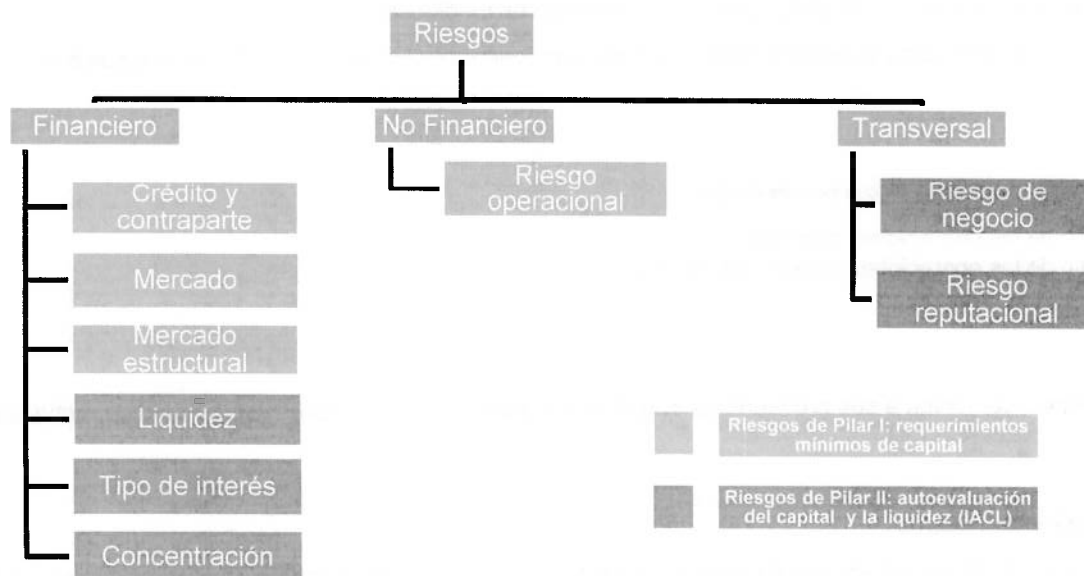 Riesgos
Financiero
No Financiero
Transversal
Crédito y
contraparte
Mercado
Mercado
estructural
Liquidez
Tipo de interés
Concentración
Riesgo
operacional
Riesgo de
negocio
Riesgo
reputacional
Riesgos de Pilar I: requerimientos
mínimos de capital
Riesgos de Pilar II: autoevaluación
del capital y la liquidez (IACL)